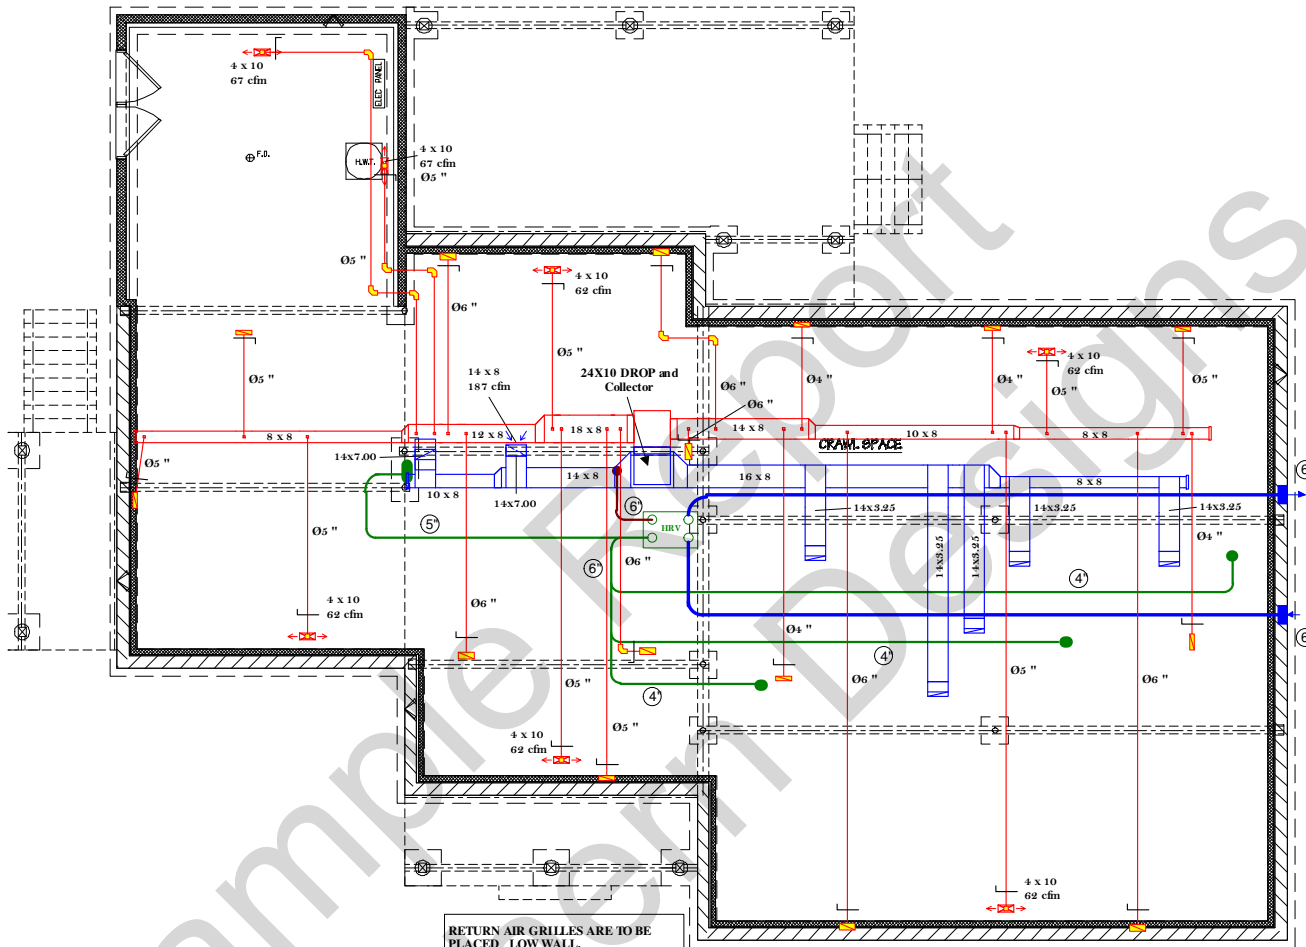 4 x 10
67 cfm
ELEC PANEL
H.W.T.
F.D.
4 x 10
67 cfm
Ø5 "
Ø5 "
Ø6 "
4 x 10
62 cfm
Ø5 "
14 x 8
187 cfm
24X10 DROP and
Collector
Ø6 "
Ø4 "
Ø4 "
4 x 10
62 cfm
Ø5 "
Ø5 "
Ø5 "
Ø6 "
8 x 8
12 x 8
18 x 8
14 x 8
10 x 8
8 x 8
CRAWL SPACE
14x7.00
Ø5 "
10 x 8
14x7.00
14 x 8
16 x 8
8 x 8
14x3.25
14x3.25
14x3.25
6"
HRV
5"
Ø5 "
6"
Ø6 "
14x3.25
14x3.25
Ø4 "
4"
4 x 10
62 cfm
Ø6 "
Ø4 "
4"
4"
Ø6 "
Ø5 "
Ø6 "
Ø5 "
4 x 10
62 cfm
4 x 10
62 cfm
RETURN AIR GRILLES ARE TO BE
PLACED LOW WALL.
ample Report
Designs